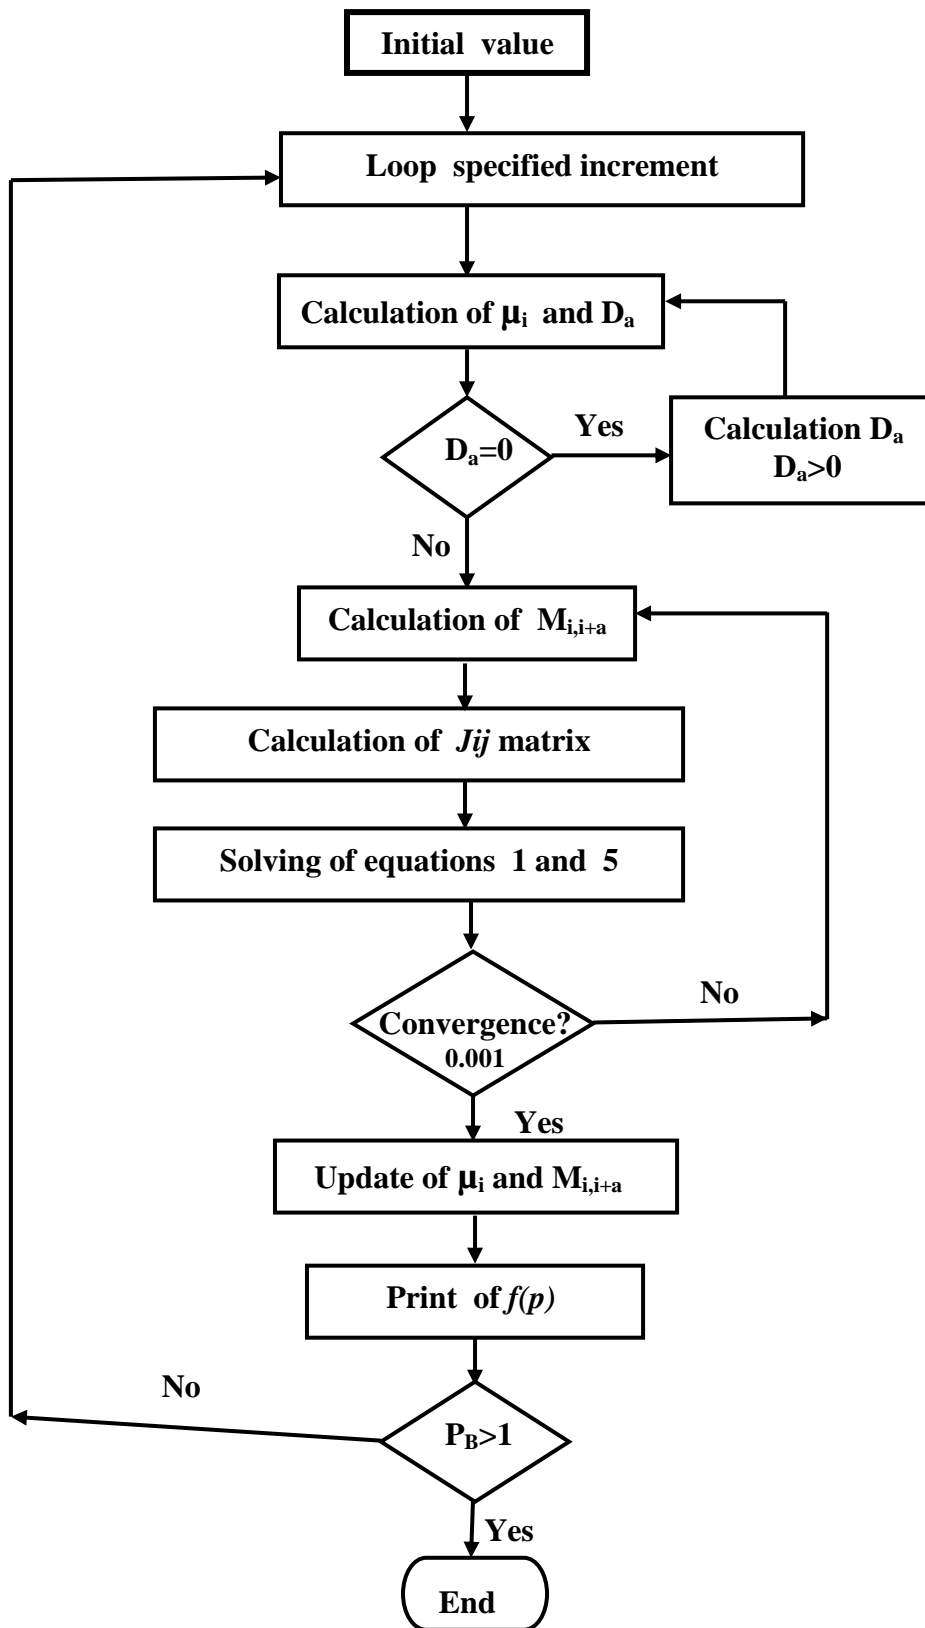 Initial value
Loop specified increment
Calculation of μi and Da
Da=0
Yes
Calculation Da
Da>0
No
Calculation of Mi,i+a
Calculation of Jij matrix
Solving of equations 1 and 5
Convergence?
0.001
No
Yes
Update of μi and Mi,i+a
Print of f(p)
No
PB>1
Yes
End